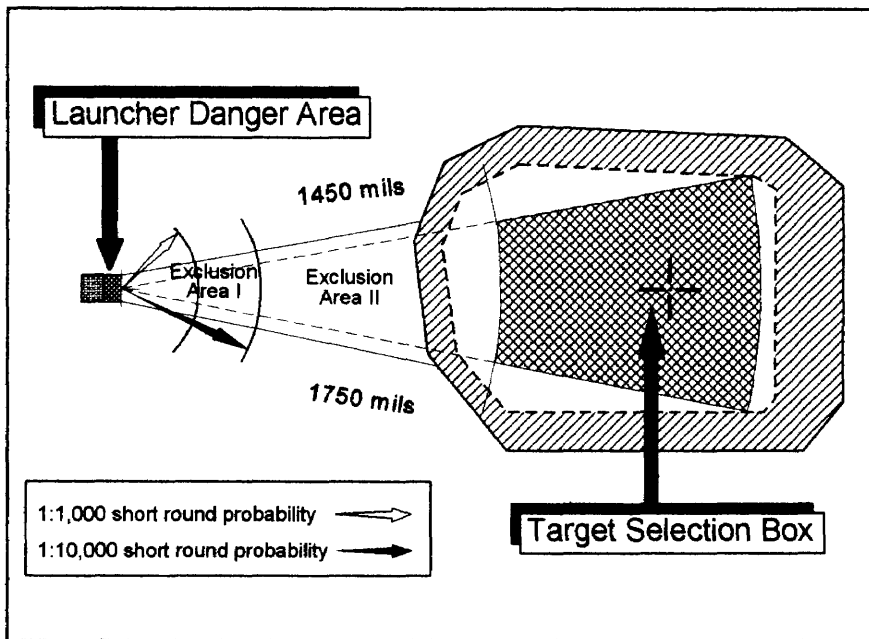 Launcher Danger Area
1450 mils
Exclusion
Area I
Exclusion
Area II
1750 mils
1:1,000 short round probability
1:10,000 short round probability
Target Selection Box